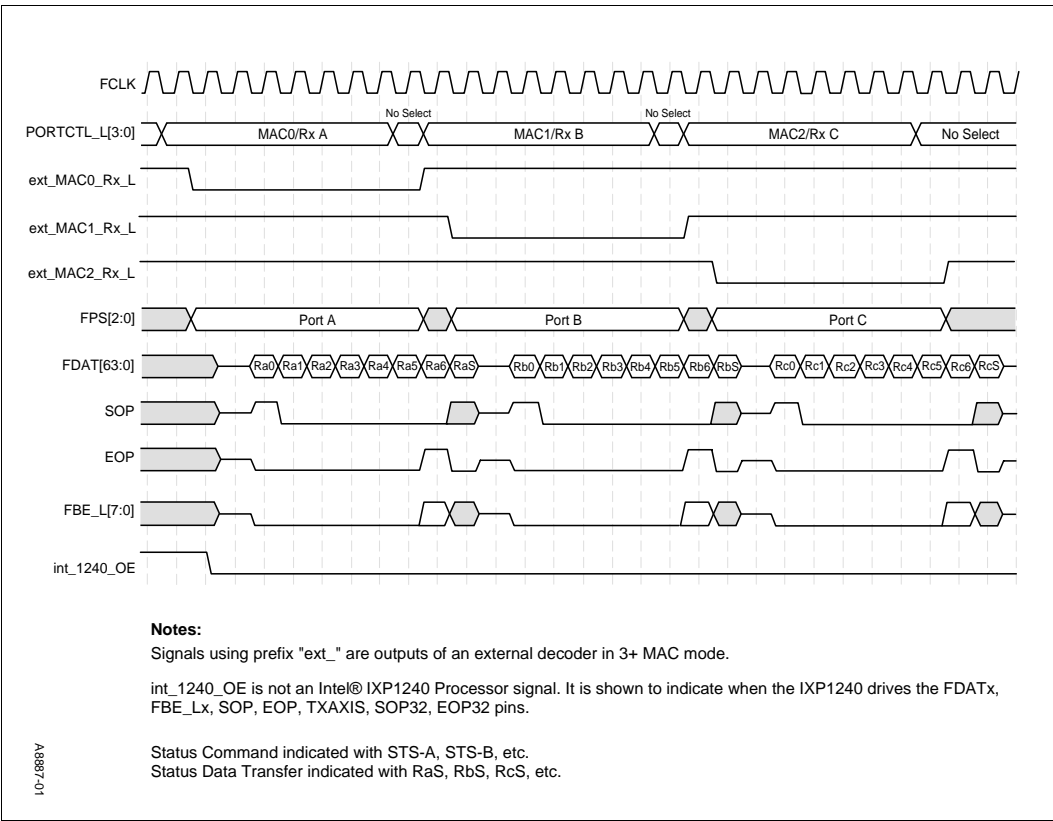 FCLK
No Select No Select
PORTCTL_L[3:0] MAC0/Rx A MAC1/Rx B MAC2/Rx C No Select
ext_MAC0_Rx_L
ext_MAC1_Rx_L
ext_MAC2_Rx_L
FPS[2:0] Port A Port B Port C
FDAT[63:0] Ra0 Ra1 Ra2 Ra3 Ra4 Ra5 Ra6 RaS Rb0 Rb1 Rb2 Rb3 Rb4 Rb5 Rb6 RbS Rc0 Rc1 Rc2 Rc3 Rc4 Rc5 Rc6 RcS
SOP
EOP
FBE_L[7:0]
int_1240_OE
Notes:
Signals using prefix "ext_" are outputs of an external decoder in 3+ MAC mode.
int_1240_OE is not an Intel® IXP1240 Processor signal. It is shown to indicate when the IXP1240 drives the FDATx,
FBE_Lx, SOP, EOP, TXAXIS, SOP32, EOP32 pins.
Status Command indicated with STS-A, STS-B, etc.
Status Data Transfer indicated with RaS, RbS, RcS, etc.
A8887-01